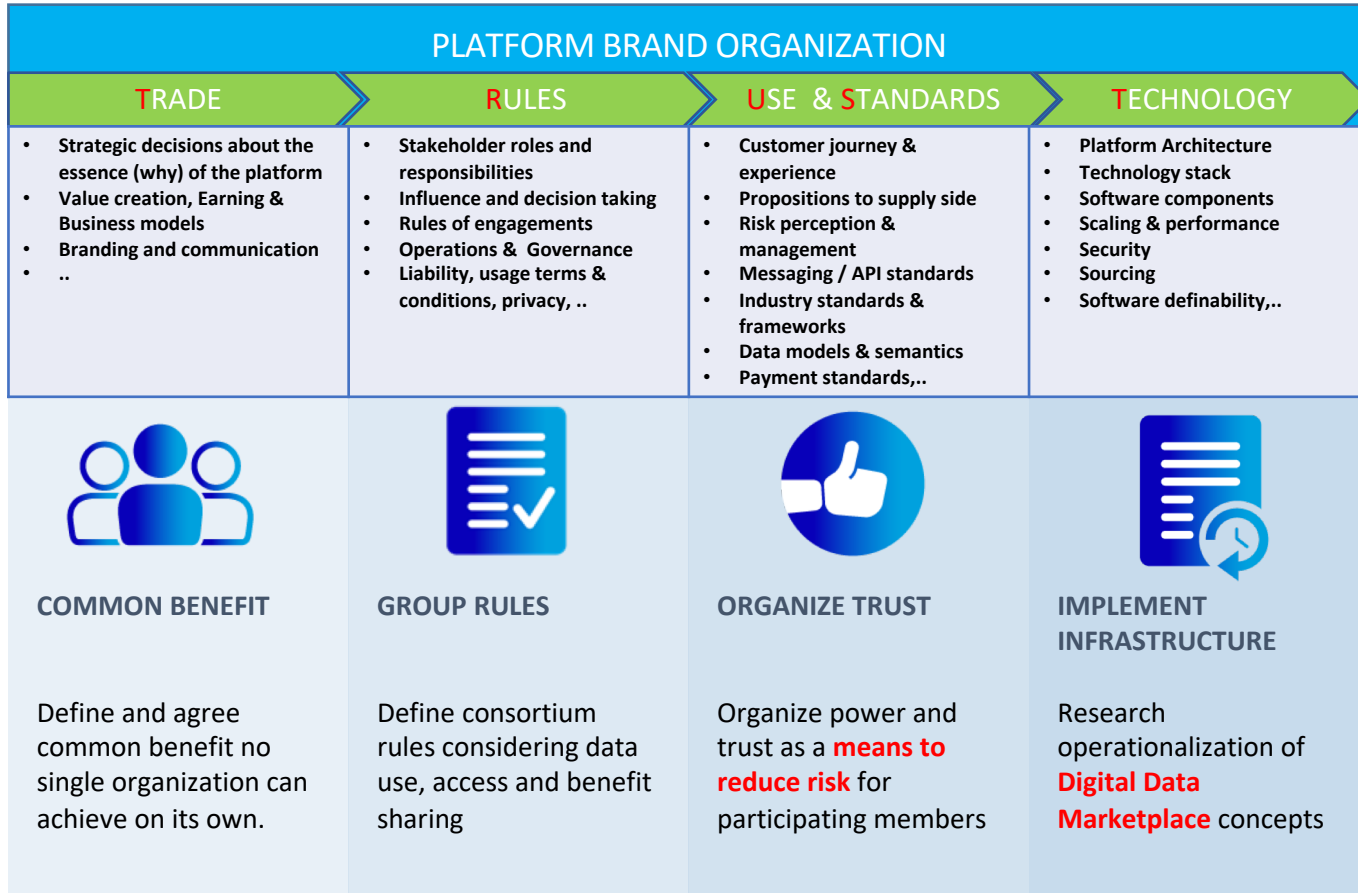 PLATFORM BRAND ORGANIZATION
TRADE
RULES
USE & STANDARDS
TECHNOLOGY
• Strategic decisions about the
essence (why) of the platform
• Value creation, Earning &
Business models
• Branding and communication
• ..
• Stakeholder roles and
responsibilities
• Influence and decision taking
• Rules of engagements
• Operations & Governance
• Liability, usage terms &
conditions, privacy, ..
• Customer journey &
experience
• Propositions to supply side
• Risk perception &
management
• Messaging / API standards
• Industry standards &
frameworks
• Data models & semantics
• Payment standards,..
• Platform Architecture
• Technology stack
• Software components
• Scaling & performance
• Security
• Sourcing
• Software definability,..
COMMON BENEFIT
Define and agree
common benefit no
single organization can
achieve on its own.
GROUP RULES
Define consortium
rules considering data
use, access and benefit
sharing
ORGANIZE TRUST
Organize power and
trust as a means to
reduce risk for
participating members
IMPLEMENT
INFRASTRUCTURE
Research
operationalization of
Digital Data
Marketplace concepts